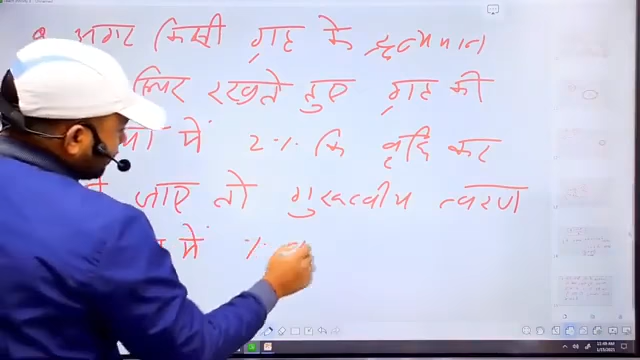 अगर किसी ग्रह के द्रव्यमान
रखते हुए ग्रह की
में 2% कि वृद्धि कर
जाए तो गुरुत्वीय त्वरण
में %